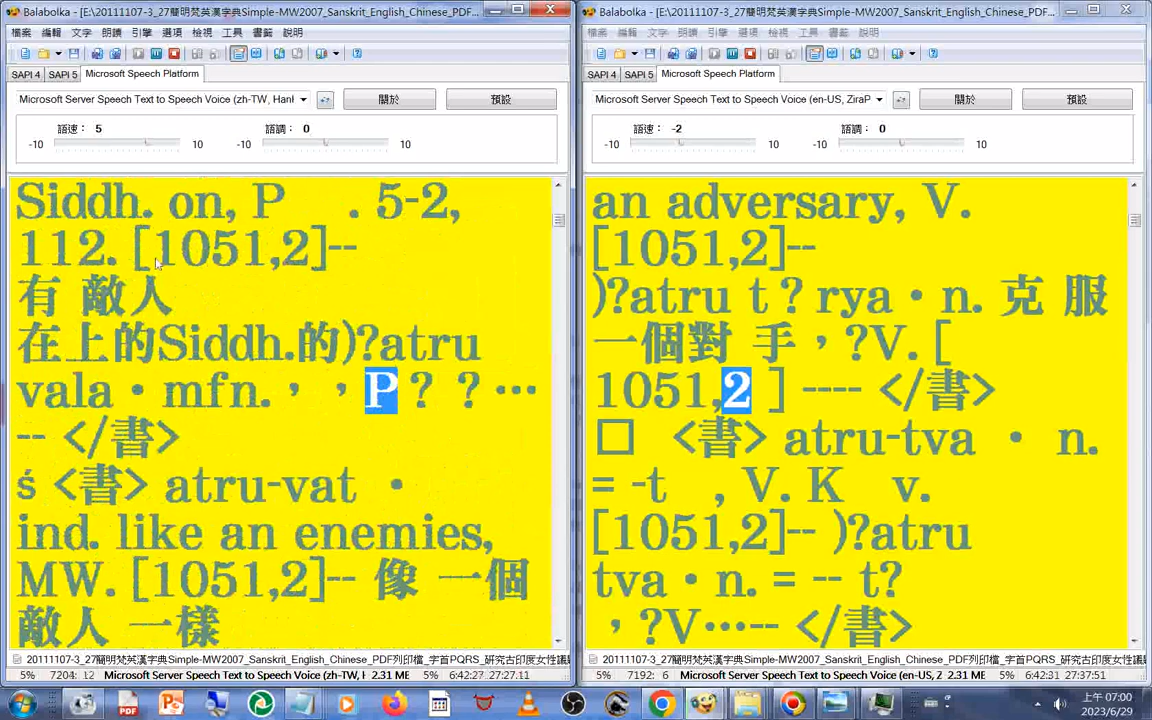 Balabolka - [E:\20111107-3_27簡明梵英漢字典Simple-MW2007_Sanskrit_English_Chinese_PDF...
檔案 編輯 文字 朗讀 引擎 選項 檢視 工具 書籤 說明
SAPI 4 SAPI 5 Microsoft Speech Platform
Microsoft Server Speech Text to Speech Voice (zh-TW, Han
關於 預設
語速: 5 語調: 0
-10 10 -10 10
Siddh. on, P . 5-2,
112. [1051,2]--
有 敵人
在上的Siddh.的)?atru
vala・mfn.，，P？？…
-- </書>
ś <書> atru-vat ・
ind. like an enemies,
MW. [1051,2]-- 像 一個
敵人 一樣
20111107-3_27簡明梵英漢字典Simple-MW2007_Sanskrit_English_Chinese_PDF列印檔_字首PQRS_研究古印度女性議
5% 7204: 12 Microsoft Server Speech Text to Speech Voice (zh-TW, H 2.31 MB 5% 6:42:27/27:27:11
Balabolka - [E:\20111107-3_27簡明梵英漢字典Simple-MW2007_Sanskrit_English_Chinese_PDF...
檔案 編輯 文字 朗讀 引擎 選項 檢視 工具 書籤 說明
SAPI 4 SAPI 5 Microsoft Speech Platform
Microsoft Server Speech Text to Speech Voice (en-US, ZiraP
關於 預設
語速: -2 語調: 0
-10 10 -10 10
an adversary, V.
[1051,2]--
)?atru t？rya・n. 克 服
一個對 手，?V. [
1051,2 ] ---- </書>
□ <書> atru-tva ・ n.
= -t , V. K v.
[1051,2]-- )?atru
tva・n. = -- t?
，?V…-- </書>
20111107-3_27簡明梵英漢字典Simple-MW2007_Sanskrit_English_Chinese_PDF列印檔_字首PQRS_研究古印度女性議
5% 7192: 6 Microsoft Server Speech Text to Speech Voice (en-US, Z 2.31 MB 5% 6:42:31/27:37:51
PDF
上午 07:00
2023/6/29